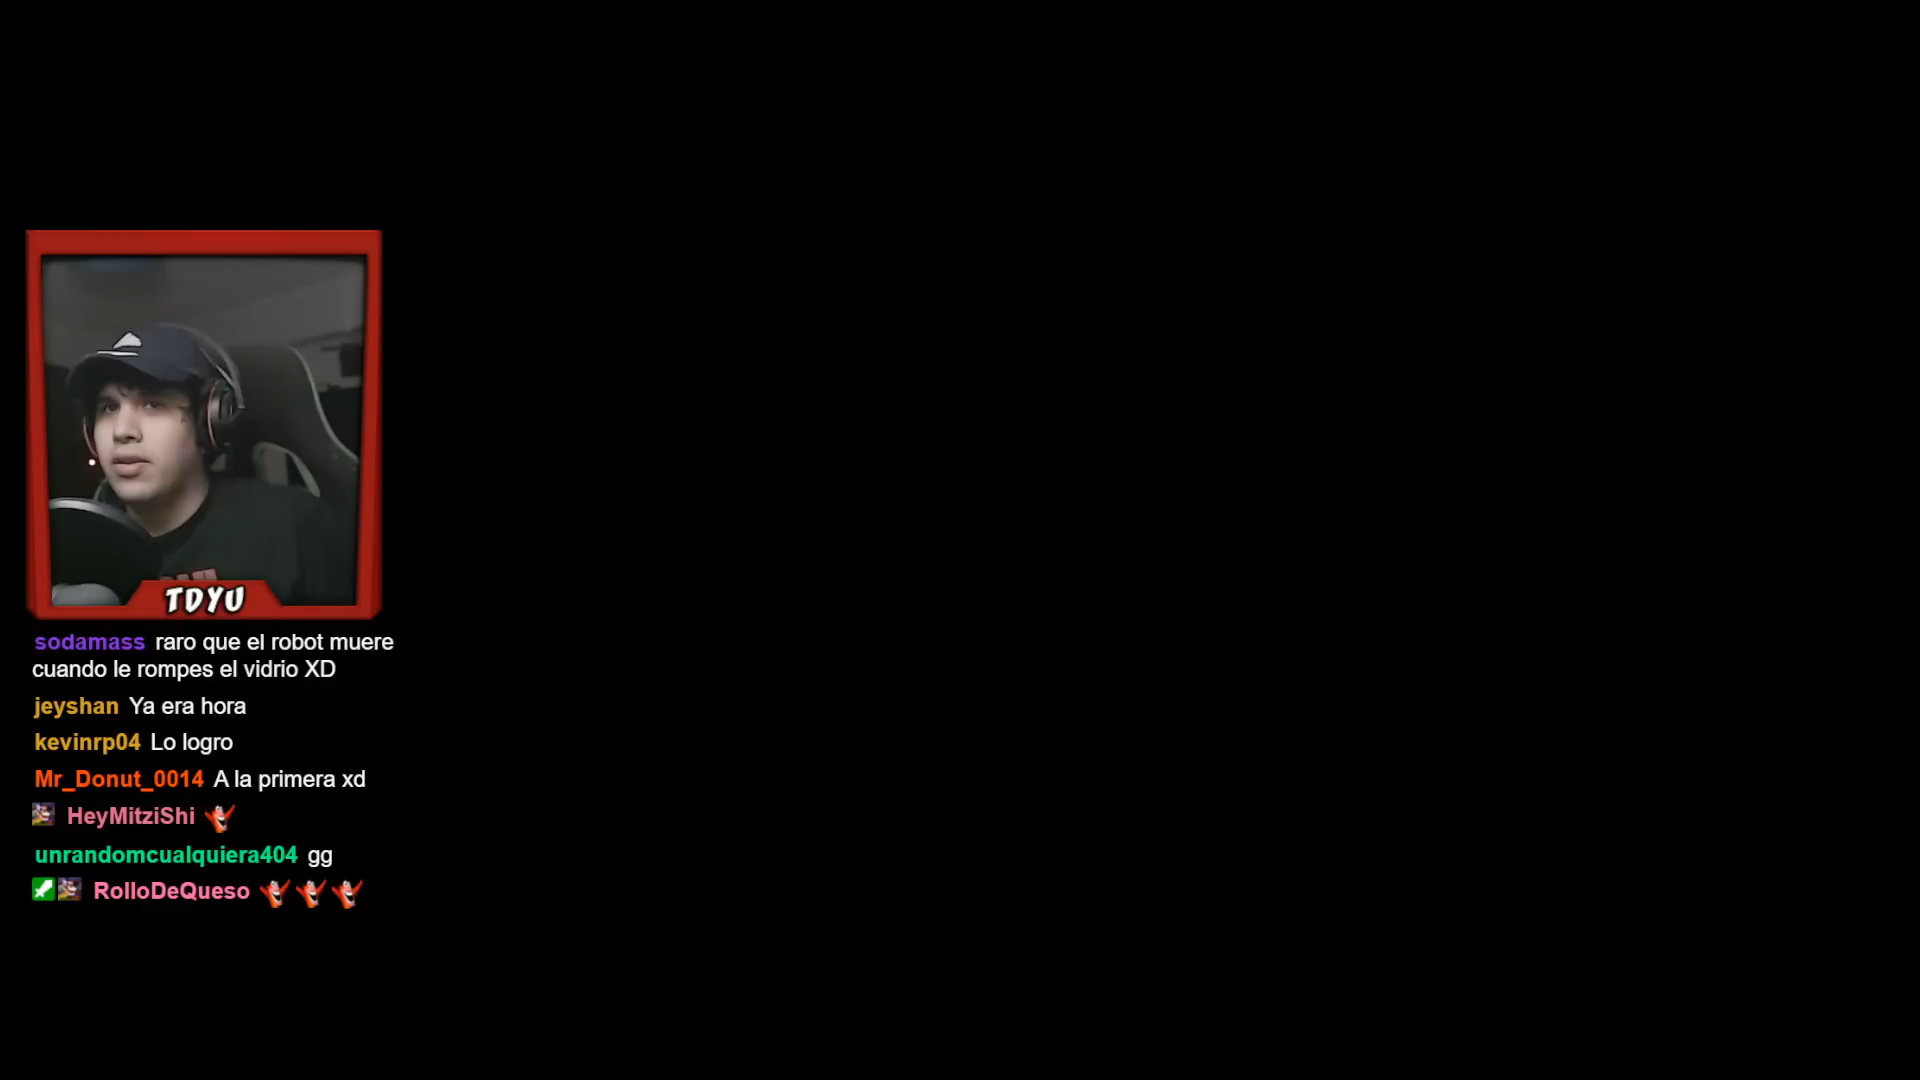 TDYU
sodamass raro que el robot muere
cuando le rompes el vidrio XD
jeyshan Ya era hora
kevinrp04 Lo logro
Mr_Donut_0014 A la primera xd
HeyMitziShi
unrandomcualquiera404 gg
RolloDeQueso